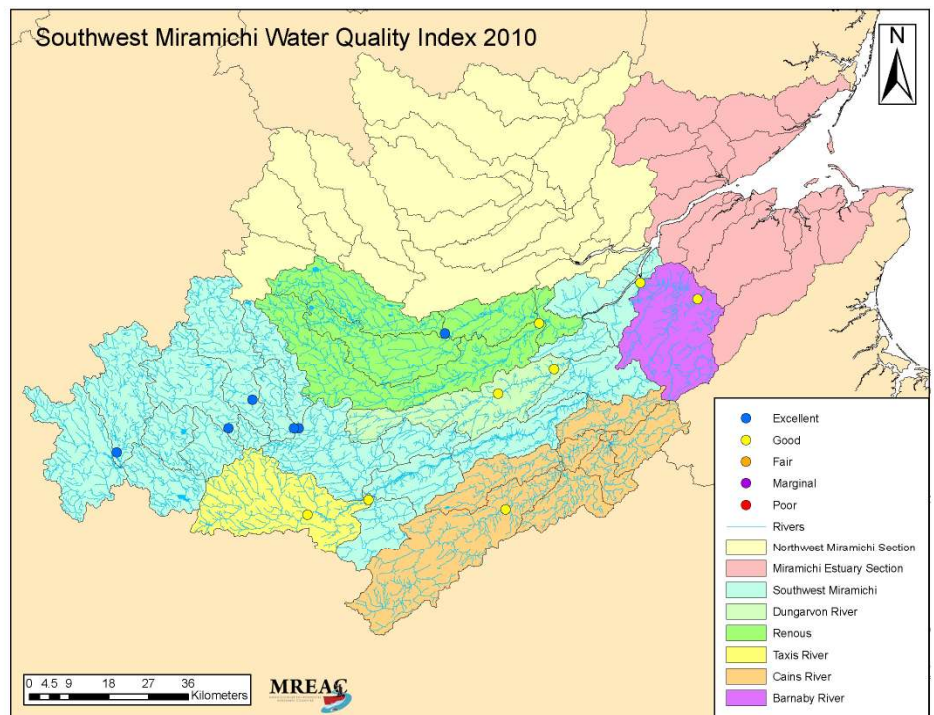 Southwest Miramichi Water Quality Index 2010
N
Excellent
Good
Fair
Marginal
Poor
Rivers
Northwest Miramichi Section
Miramichi Estuary Section
Southwest Miramichi
Dungarvon River
Renous
Taxis River
Cains River
Barnaby River
0 4.5 9 18 27 36
Kilometers
MREAC